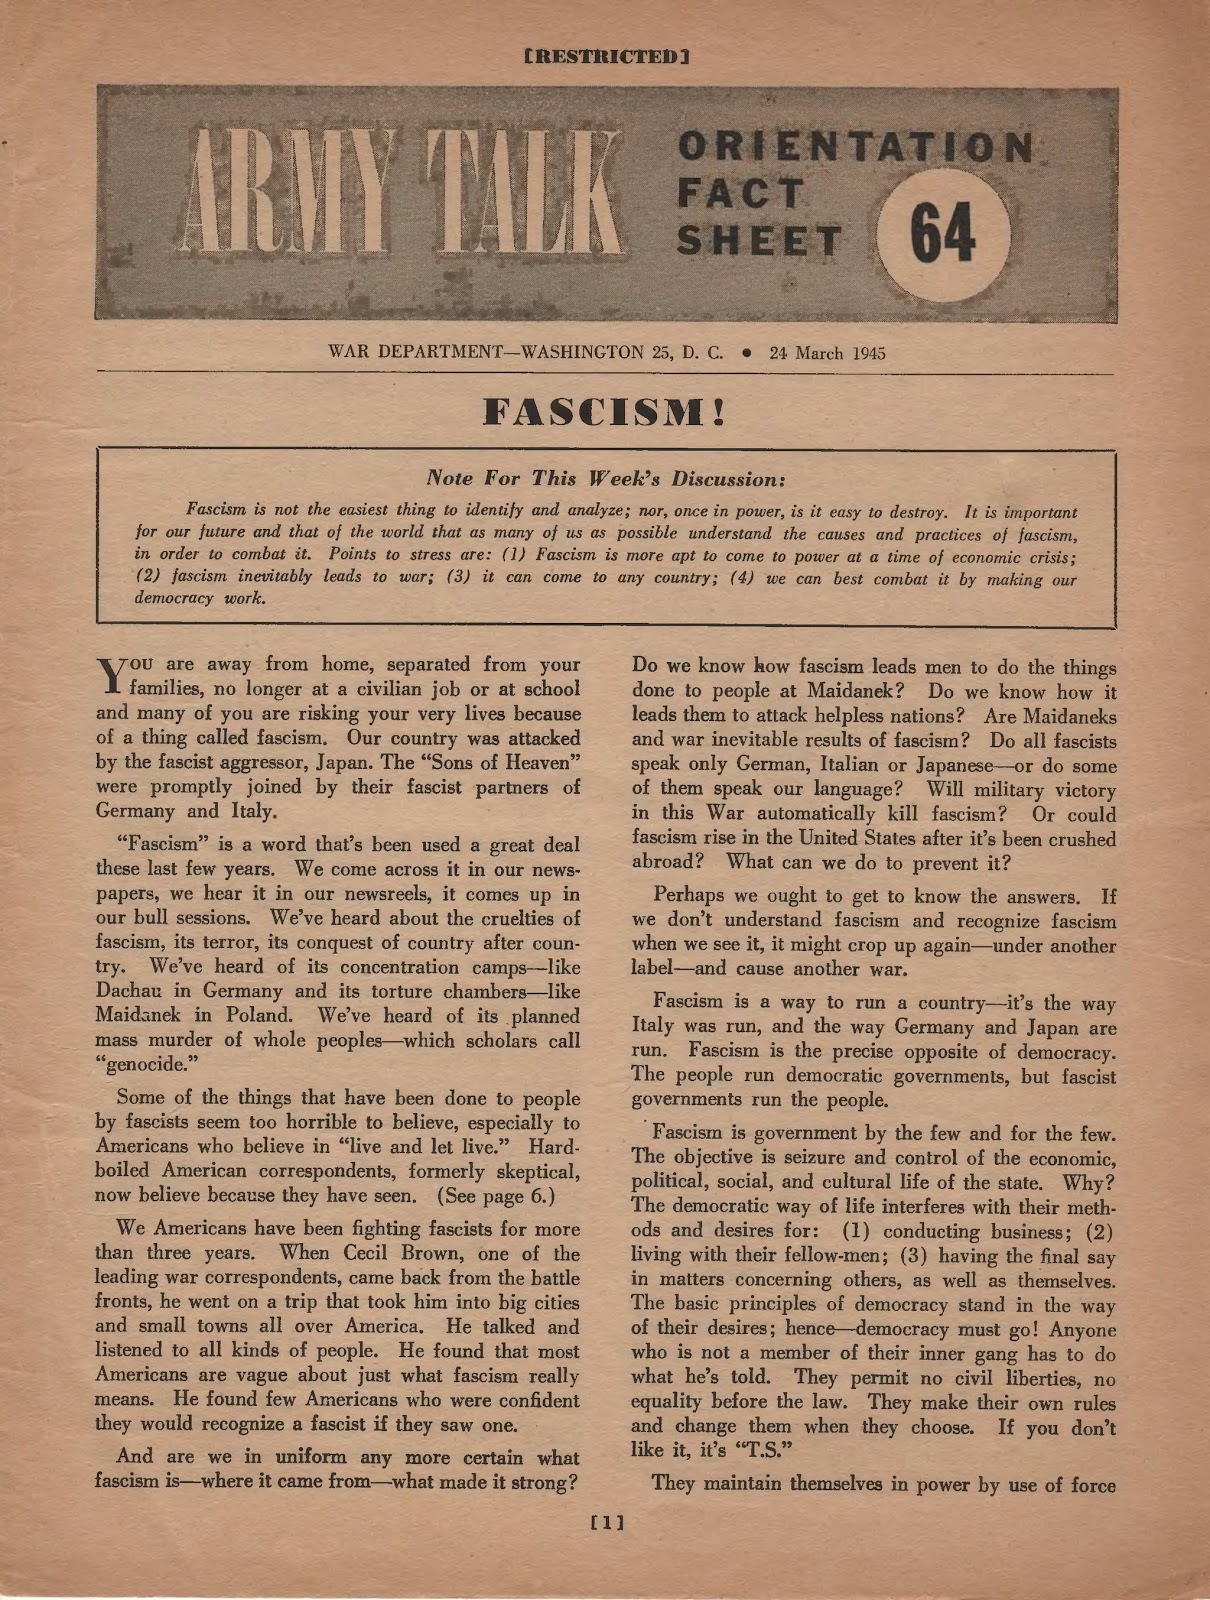 [RESTRICTED]
ARMY TALK
ORIENTATION
FACT
SHEET
64
WAR DEPARTMENT—WASHINGTON 25, D. C. ● 24 March 1945
FASCISM!
Note For This Week's Discussion:
Fascism is not the easiest thing to identify and analyze; nor, once in power, is it easy to destroy. It is important
for our future and that of the world that as many of us as possible understand the causes and practices of fascism,
in order to combat it. Points to stress are: (1) Fascism is more apt to come to power at a time of economic crisis;
(2) fascism inevitably leads to war; (3) it can come to any country; (4) we can best combat it by making our
democracy work.
YOU are away from home, separated from your
families, no longer at a civilian job or at school
and many of you are risking your very lives because
of a thing called fascism. Our country was attacked
by the fascist aggressor, Japan. The “Sons of Heaven”
were promptly joined by their fascist partners of
Germany and Italy.
“Fascism” is a word that's been used a great deal
these last few years. We come across it in our news-
papers, we hear it in our newsreels, it comes up in
our bull sessions. We've heard about the cruelties of
fascism, its terror, its conquest of country after coun-
try. We've heard of its concentration camps—like
Dachau in Germany and its torture chambers—like
Maidanek in Poland. We've heard of its planned
mass murder of whole peoples—which scholars call
“genocide.”
Some of the things that have been done to people
by fascists seem too horrible to believe, especially to
Americans who believe in “live and let live.” Hard-
boiled American correspondents, formerly skeptical,
now believe because they have seen. (See page 6.)
We Americans have been fighting fascists for more
than three years. When Cecil Brown, one of the
leading war correspondents, came back from the battle
fronts, he went on a trip that took him into big cities
and small towns all over America. He talked and
listened to all kinds of people. He found that most
Americans are vague about just what fascism really
means. He found few Americans who were confident
they would recognize a fascist if they saw one.
And are we in uniform any more certain what
fascism is—where it came from—what made it strong?
Do we know how fascism leads men to do the things
done to people at Maidanek? Do we know how it
leads them to attack helpless nations? Are Maidaneks
and war inevitable results of fascism? Do all fascists
speak only German, Italian or Japanese—or do some
of them speak our language? Will military victory
in this War automatically kill fascism? Or could
fascism rise in the United States after it's been crushed
abroad? What can we do to prevent it?
Perhaps we ought to get to know the answers. If
we don't understand fascism and recognize fascism
when we see it, it might crop up again—under another
label—and cause another war.
Fascism is a way to run a country—it's the way
Italy was run, and the way Germany and Japan are
run. Fascism is the precise opposite of democracy.
The people run democratic governments, but fascist
governments run the people.
Fascism is government by the few and for the few.
The objective is seizure and control of the economic,
political, social, and cultural life of the state. Why?
The democratic way of life interferes with their meth-
ods and desires for: (1) conducting business; (2)
living with their fellow-men; (3) having the final say
in matters concerning others, as well as themselves.
The basic principles of democracy stand in the way
of their desires; hence—democracy must go! Anyone
who is not a member of their inner gang has to do
what he's told. They permit no civil liberties, no
equality before the law. They make their own rules
and change them when they choose. If you don't
like it, it's “T.S.”
They maintain themselves in power by use of force
[1]